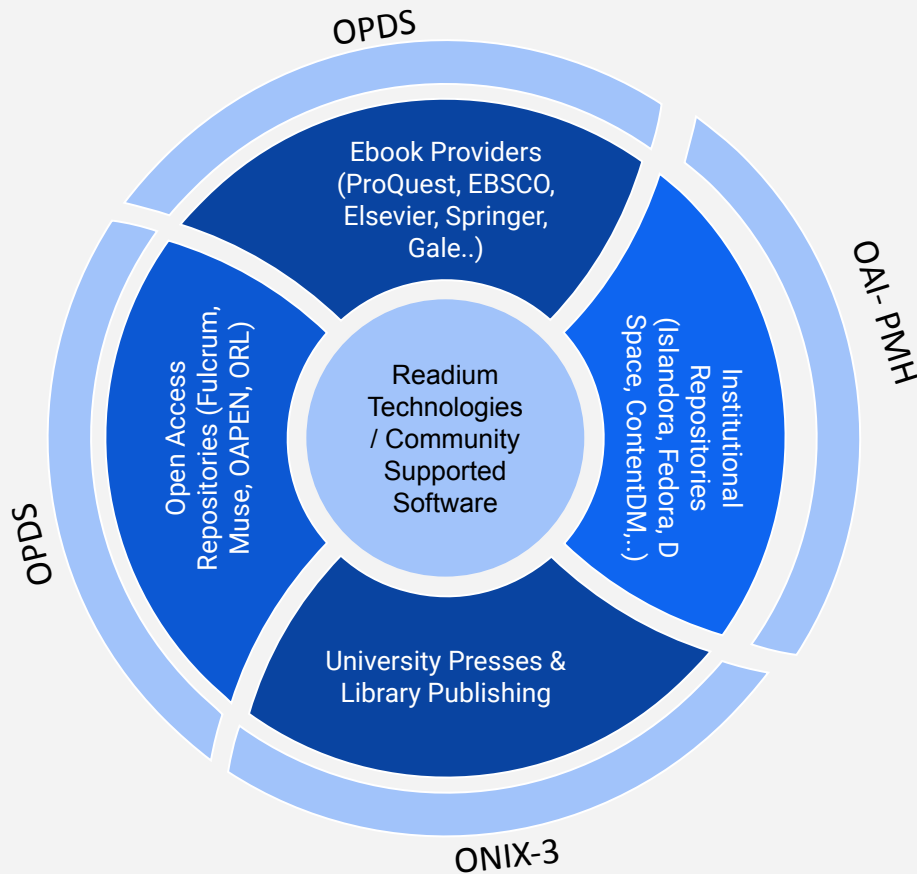 OPDS
Ebook Providers
(ProQuest, EBSCO,
Elsevier, Springer,
Gale..)
OAI- PMH
Institutional
Repositories
(Islandora, Fedora, D
Space, ContentDM,..)
Readium
Technologies
/ Community
Supported
Software
Open Access
Repositories (Fulcrum,
Muse, OAPEN, ORL)
OPDS
University Presses &
Library Publishing
ONIX-3